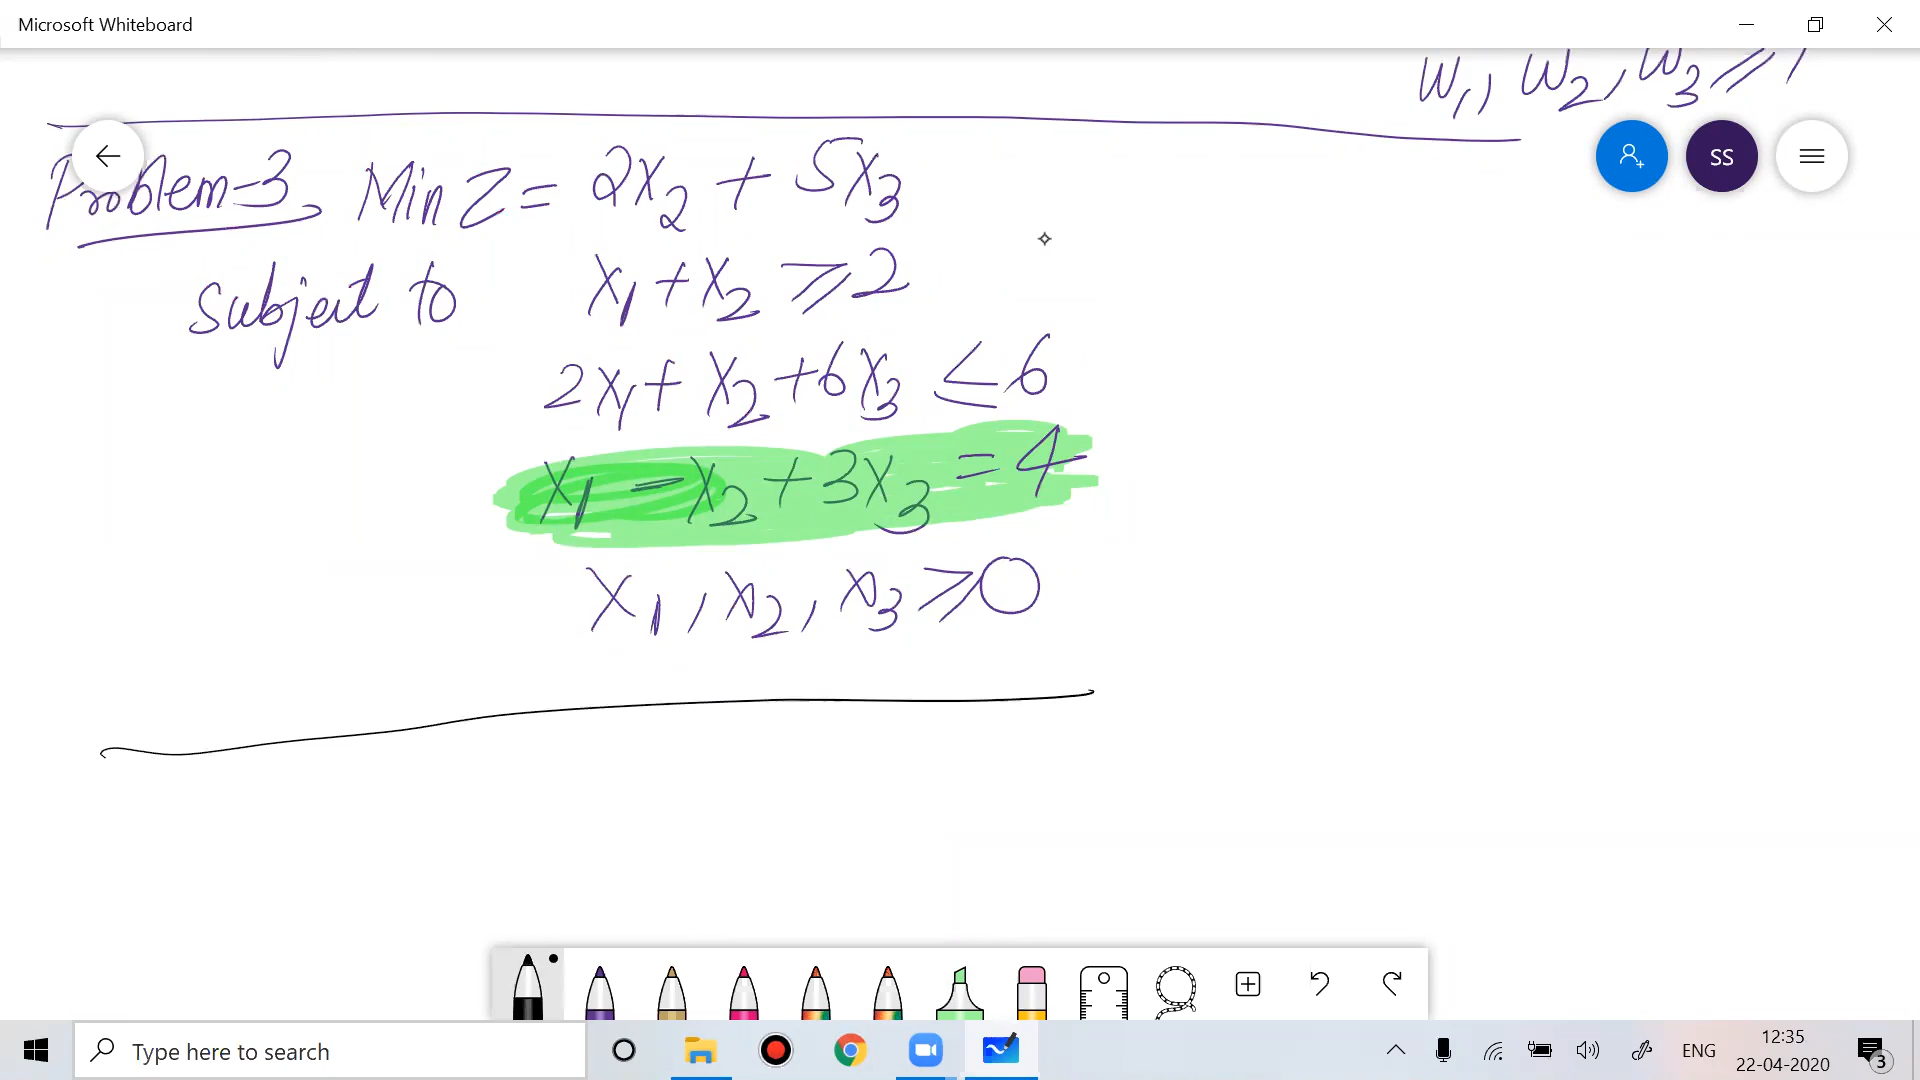 Microsoft Whiteboard
W1, W2, W3 ≥
Problem-3. Min Z = 2x2 + 5x3
SS
subject to x1 + x2 ≥ 2
2x1 + x2 + 6x3 ≤ 6
x1 - x2 + 3x3 = 4
x1, x2, x3 ≥ 0
Type here to search
ENG
12:35
22-04-2020
3